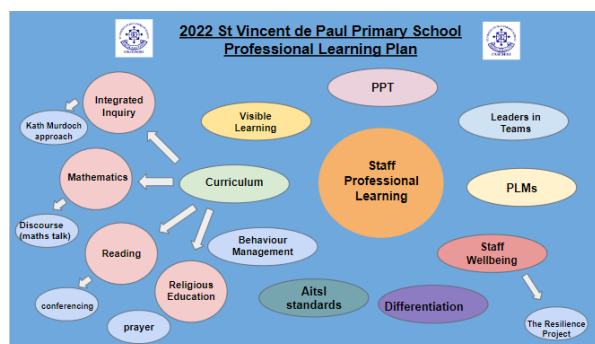 2022 St Vincent de Paul Primary School
Professional Learning Plan
PPT
Integrated
Inquiry
Kath Murdoch
approach
Visible
Learning
Leaders in
Teams
Mathematics
Curriculum
Staff
Professional
Learning
PLMs
Discourse
(maths talk)
Reading
Behaviour
Management
Staff
Wellbeing
Religious
Education
Aitsl
standards
Differentiation
conferencing
prayer
The Resilience
Project